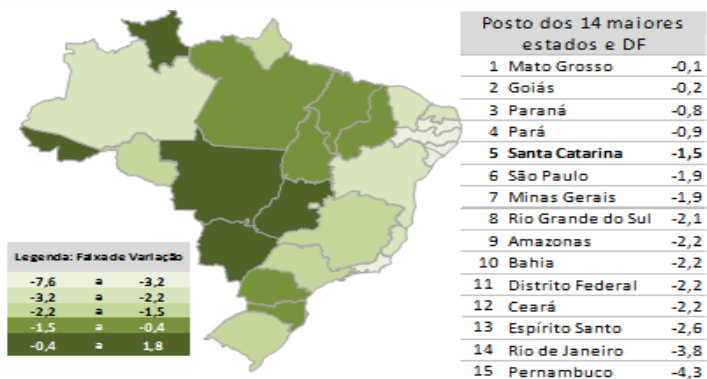 Posto dos 14 maiores
estados e DF
1 Mato Grosso -0,1
2 Goiás -0,2
3 Paraná -0,8
4 Pará -0,9
5 Santa Catarina -1,5
6 São Paulo -1,9
7 Minas Gerais -1,9
8 Rio Grande do Sul -2,1
9 Amazonas -2,2
10 Bahia -2,2
11 Distrito Federal -2,2
12 Ceará -2,2
13 Espírito Santo -2,6
14 Rio de Janeiro -3,8
15 Pernambuco -4,3
Legenda: Faixa de Variação
-7,6 a -3,2
-3,2 a -2,2
-2,2 a -1,5
-1,5 a -0,4
-0,4 a 1,8